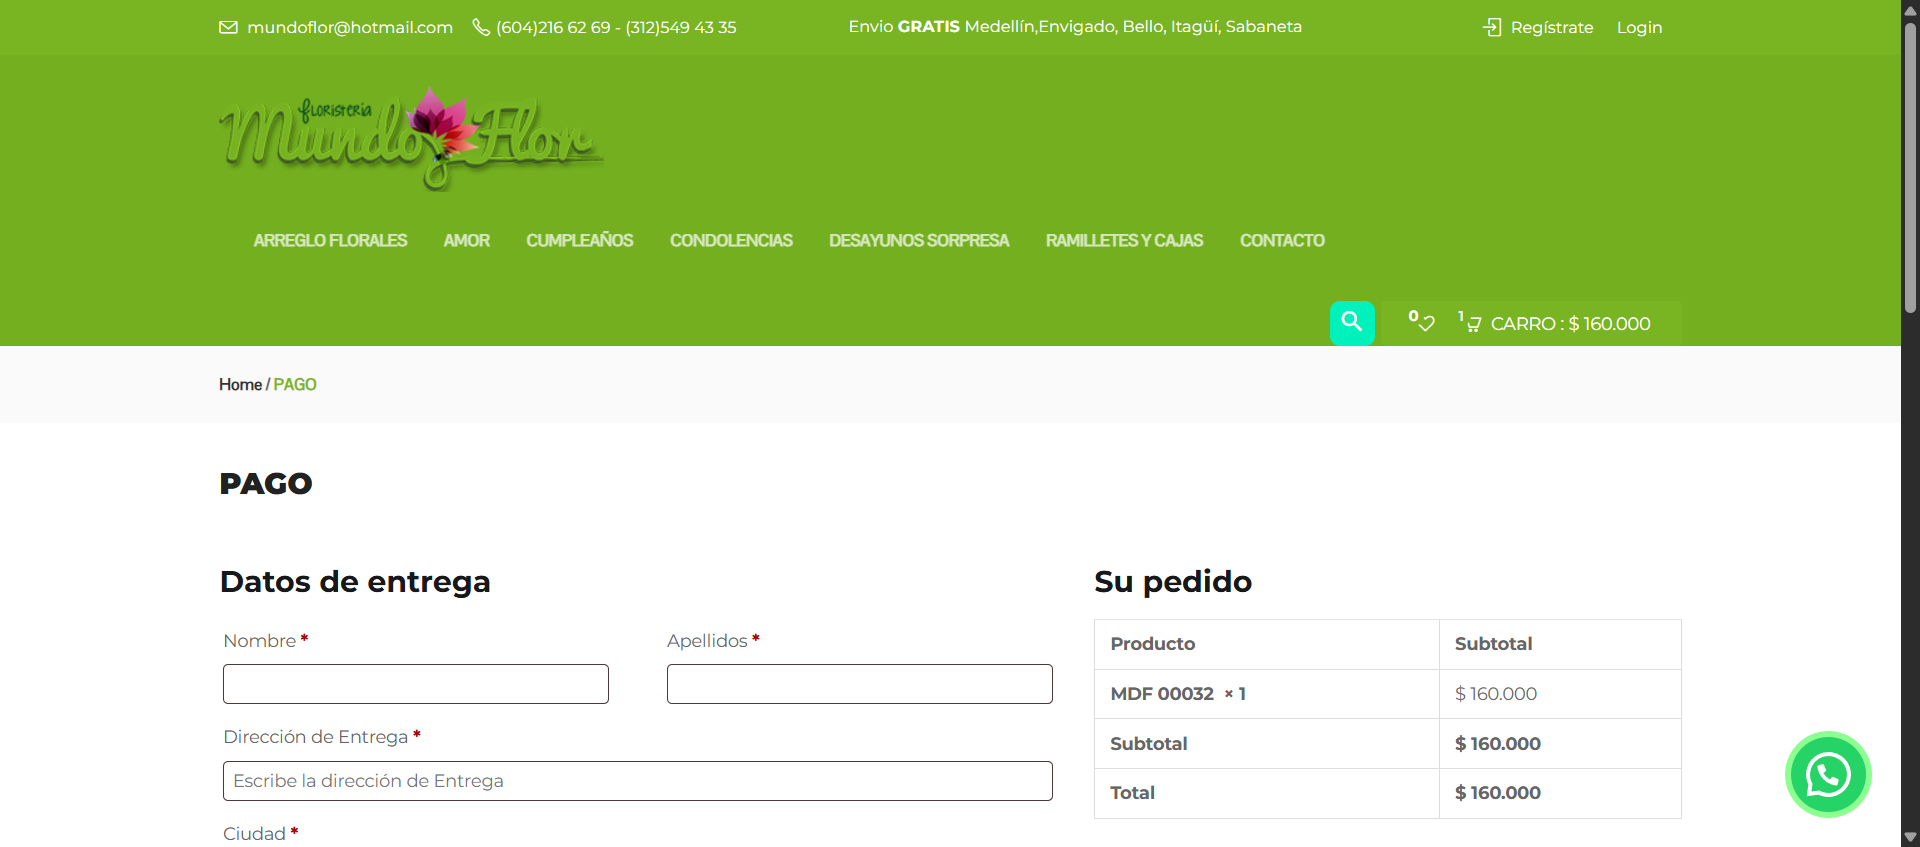 mundoflor@hotmail.com (604)216 62 69 - (312)549 43 35 Envio GRATIS Medellín,Envigado, Bello, Itagüí, Sabaneta Regístrate Login
floristeria
Mundo Flor
ARREGLO FLORALES AMOR CUMPLEAÑOS CONDOLENCIAS DESAYUNOS SORPRESA RAMILLETES Y CAJAS CONTACTO
0 1 CARRO : $ 160.000
Home / PAGO
PAGO
Datos de entrega
Nombre *
Apellidos *
Dirección de Entrega *
Escribe la dirección de Entrega
Ciudad *
Su pedido
Producto Subtotal
MDF 00032 × 1 $ 160.000
Subtotal $ 160.000
Total $ 160.000